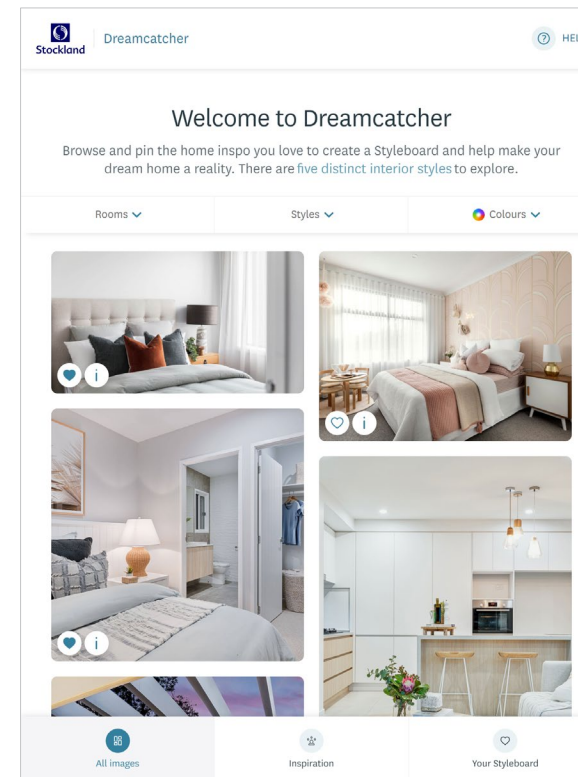 Stockland
Dreamcatcher
Welcome to Dreamcatcher
Browse and pin the home inspo you love to create a Styleboard and help make your
dream home a reality. There are five distinct interior styles to explore.
Rooms
Styles
Colours
i
i
i
All images
Inspiration
Your Styleboard